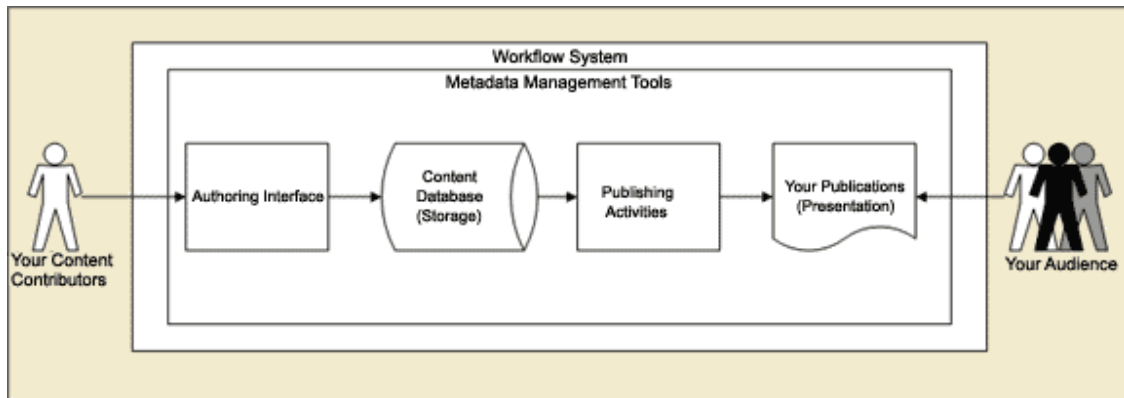 Workflow System
Metadata Management Tools
Authoring Interface
Content
Database
(Storage)
Publishing
Activities
Your Publications
(Presentation)
Your Content
Contributors
Your Audience